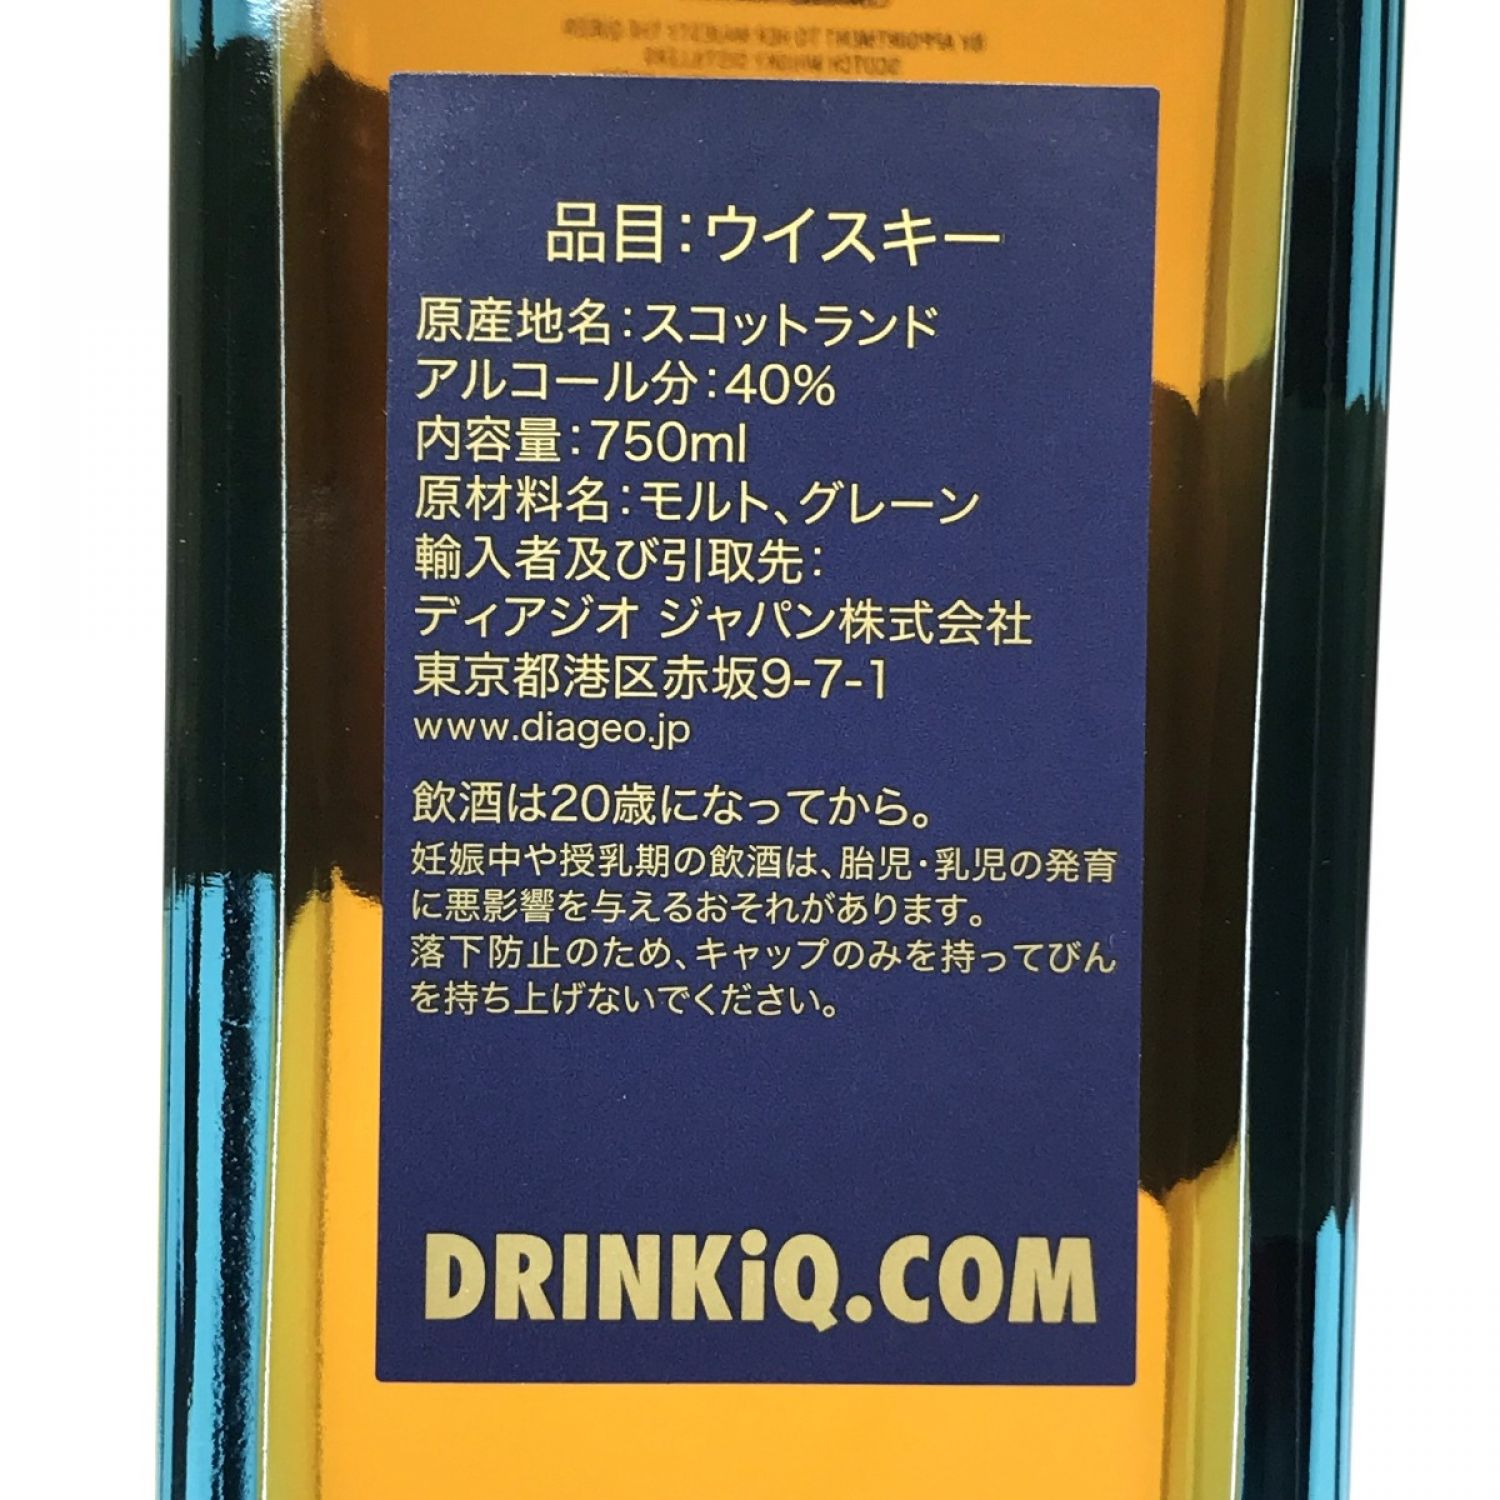 品目：ウイスキー
原産地名：スコットランド
アルコール分：40%
内容量：750ml
原材料名：モルト、グレーン
輸入者及び引取先：
ディアジオ ジャパン株式会社
東京都港区赤坂9-7-1
www.diageo.jp
飲酒は20歳になってから。
妊娠中や授乳期の飲酒は、胎児・乳児の発育
に悪影響を与えるおそれがあります。
落下防止のため、キャップのみを持ってびん
を持ち上げないでください。
DRINKiQ.COM